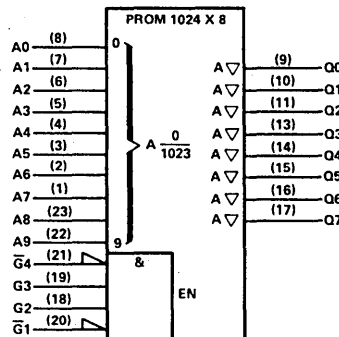 PROM 1024 X 8
A0 (8) 0
A1 (7)
A2 (6)
A3 (5)
A4 (4)
A5 (3)
A6 (2)
A7 (1)
A8 (23)
A9 (22) 9
A 0/1023
G̅4 (21)
G3 (19)
G2 (18)
G̅1 (20)
&
EN
A ▽ (9) Q0
A ▽ (10) Q1
A ▽ (11) Q2
A ▽ (13) Q3
A ▽ (14) Q4
A ▽ (15) Q5
A ▽ (16) Q6
A ▽ (17) Q7